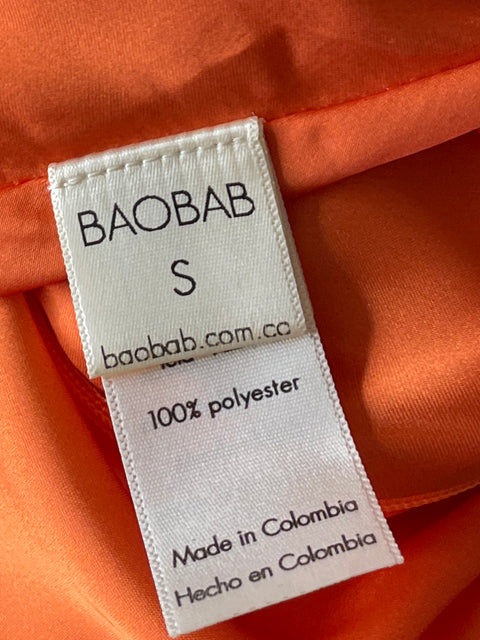 BAOBAB
S
baobab.com.co
100% polyester
Made in Colombia
Hecho en Colombia